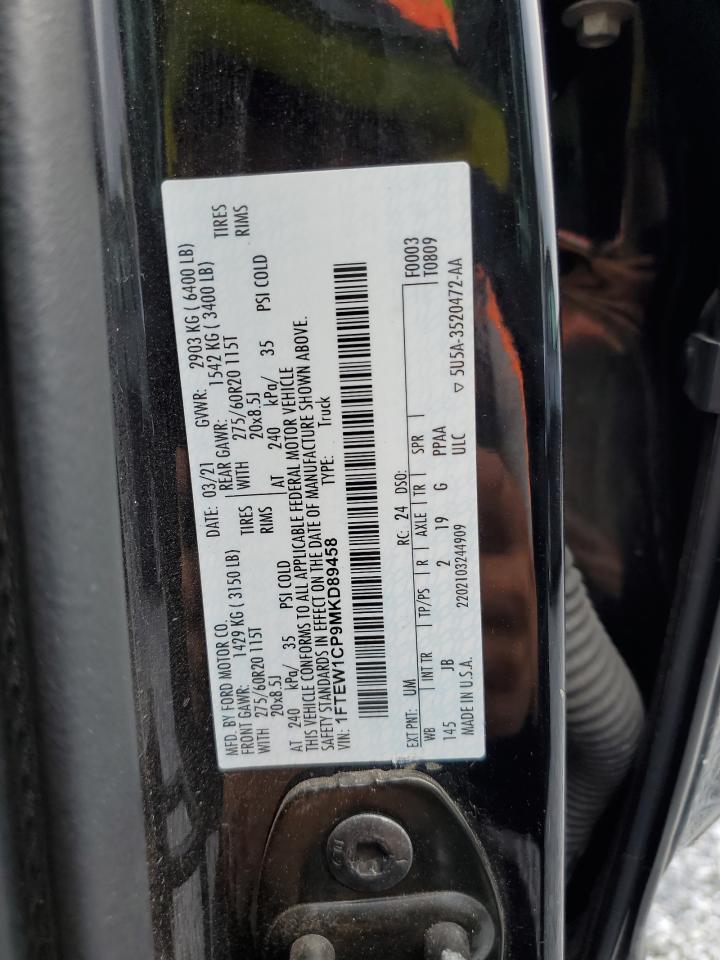 MFD. BY FORD MOTOR CO.
DATE: 03/21 GVWR: 2903 KG ( 6400 LB)
FRONT GAWR: 1429 KG ( 3150 LB) REAR GAWR: 1542 KG ( 3400 LB)
WITH 275/60R20 115T TIRES WITH 275/60R20 115T TIRES
20x8.5J RIMS 20x8.5J RIMS
AT 240 kPa/ 35 PSI COLD AT 240 kPa/ 35 PSI COLD
THIS VEHICLE CONFORMS TO ALL APPLICABLE FEDERAL MOTOR VEHICLE
SAFETY STANDARDS IN EFFECT ON THE DATE OF MANUFACTURE SHOWN ABOVE.
VIN: 1FTEW1CP9MKD89458 TYPE: Truck
EXT PNT: UM RC: 24 DSO: F0003
WB INT TR TP/PS R AXLE TR SPR T0809
145 JB 2 19 G PPAA
MADE IN U.S.A. 2202103244909 ULC ▽ 5U5A-3520472-AA